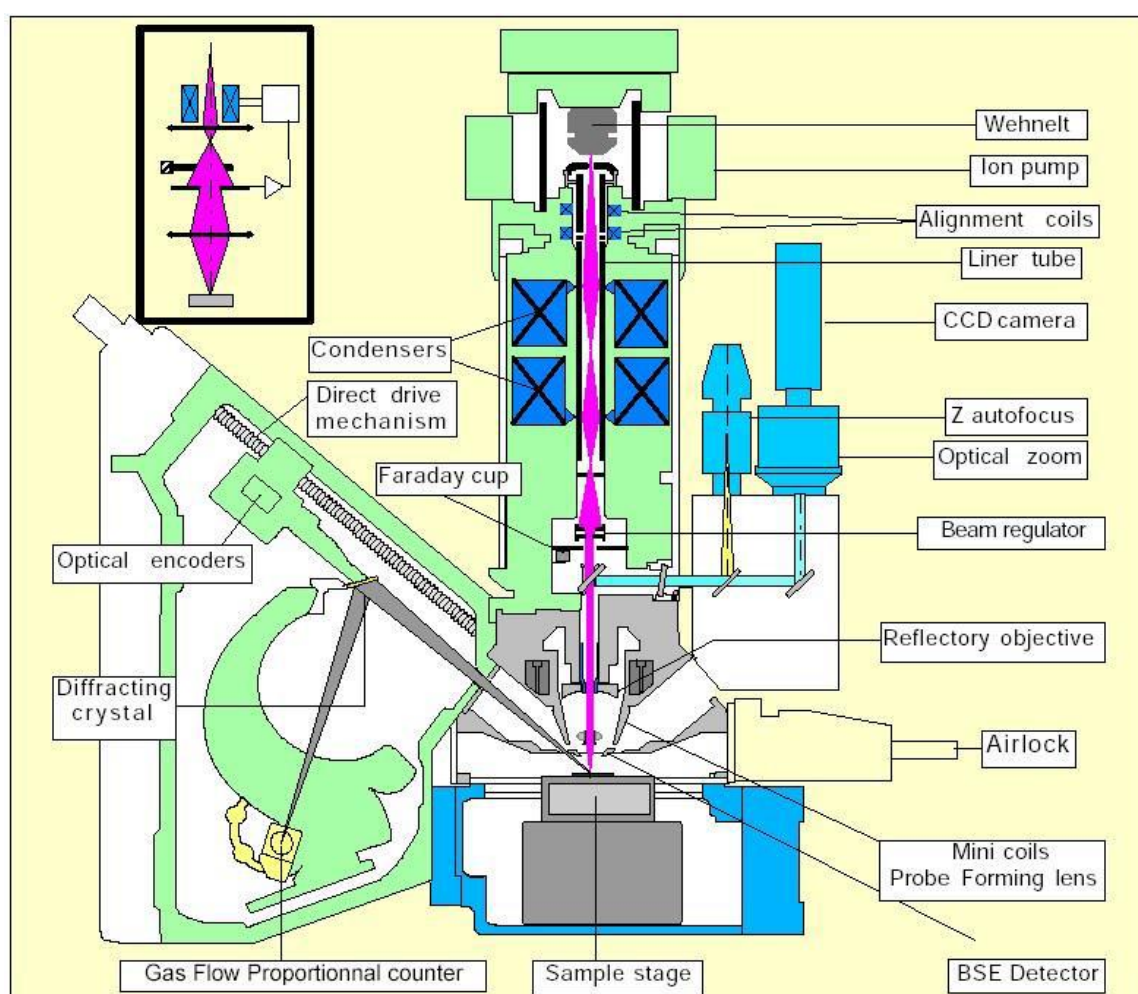 Wehnelt
Ion pump
Alignment coils
Liner tube
CCD camera
Condensers
Direct drive
mechanism
Z autofocus
Optical zoom
Faraday cup
Beam regulator
Optical encoders
Reflectory objective
Diffracting
crystal
Airlock
Mini coils
Probe Forming lens
Gas Flow Proportionnal counter
Sample stage
BSE Detector